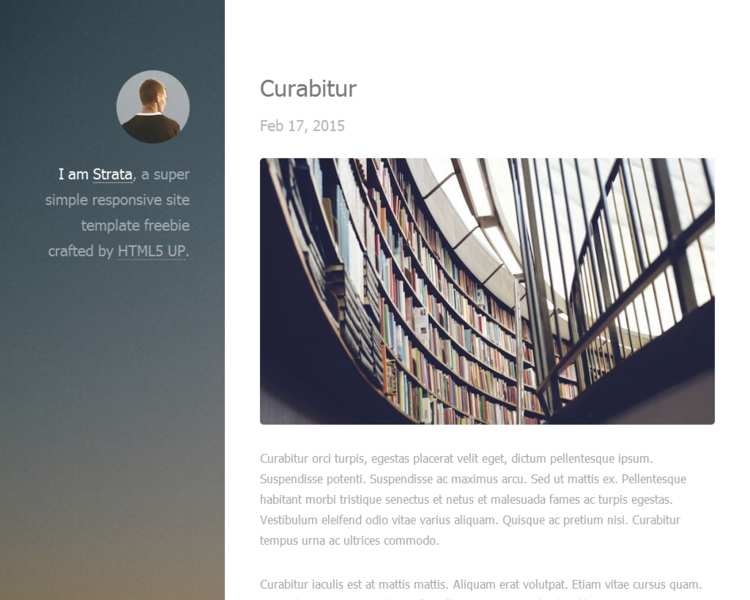 I am Strata, a super
simple responsive site
template freebie
crafted by HTML5 UP.
Curabitur
Feb 17, 2015
Curabitur orci turpis, egestas placerat velit eget, dictum pellentesque ipsum.
Suspendisse potenti. Suspendisse ac maximus arcu. Sed ut mattis ex. Pellentesque
habitant morbi tristique senectus et netus et malesuada fames ac turpis egestas.
Vestibulum eleifend odio vitae varius aliquam. Quisque ac pretium nisi. Curabitur
tempus urna ac ultrices commodo.
Curabitur iaculis est at mattis mattis. Aliquam erat volutpat. Etiam vitae cursus quam.